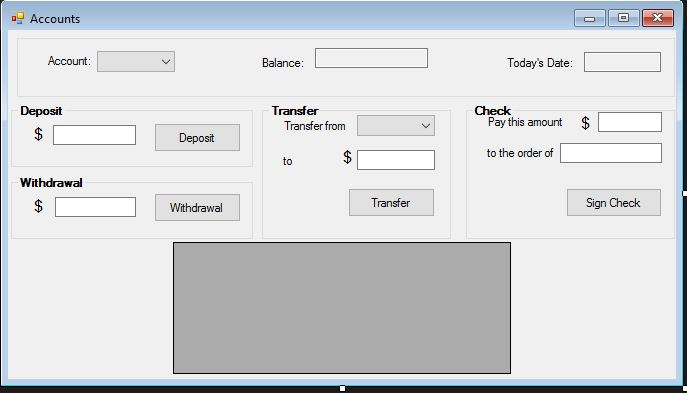 Accounts
Account:
Balance:
Today's Date:
Deposit
$
Deposit
Withdrawal
$
Withdrawal
Transfer
Transfer from
to
$
Transfer
Check
Pay this amount
$
to the order of
Sign Check